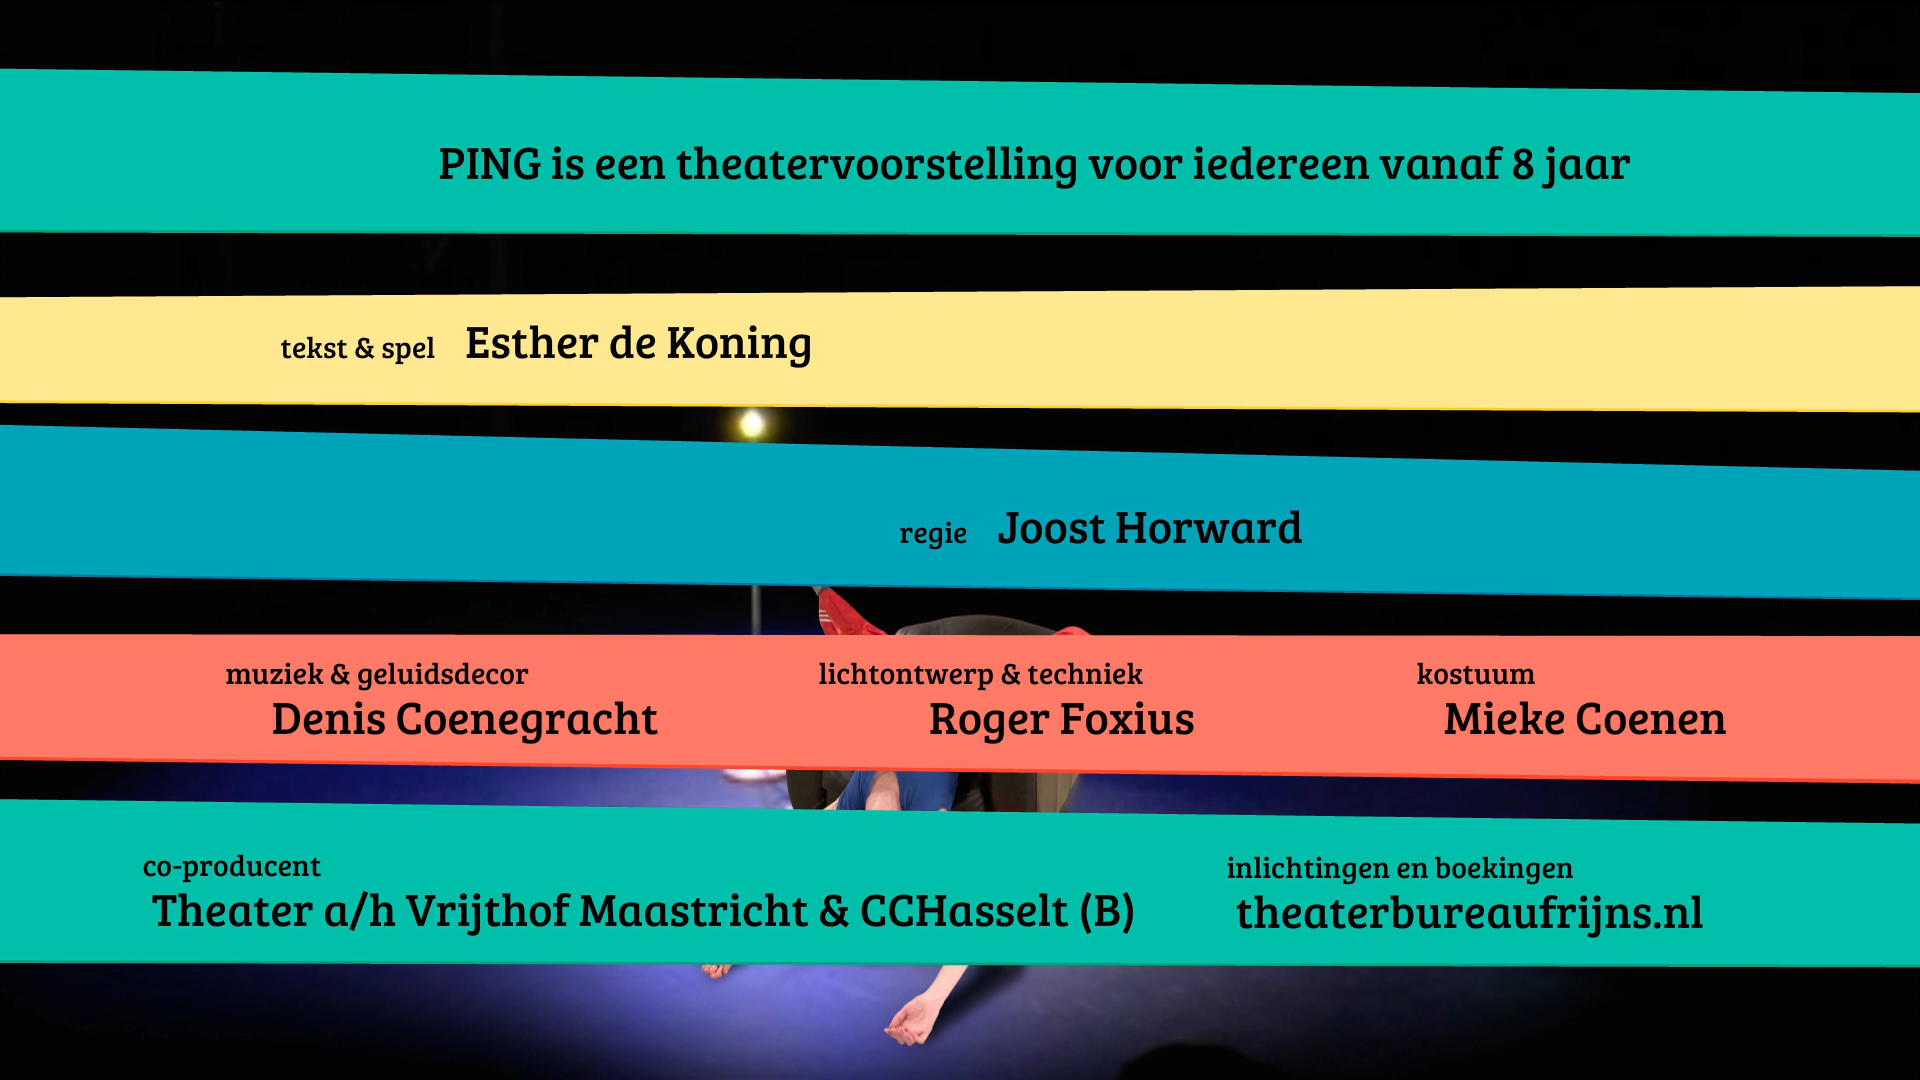 PING is een theatervoorstelling voor iedereen vanaf 8 jaar
tekst & spel Esther de Koning
regie Joost Horward
muziek & geluidsdecor
Denis Coenegracht
lichtontwerp & techniek
Roger Foxius
kostuum
Mieke Coenen
co-producent
Theater a/h Vrijthof Maastricht & CCHasselt (B)
inlichtingen en boekingen
theaterbureaufrijns.nl